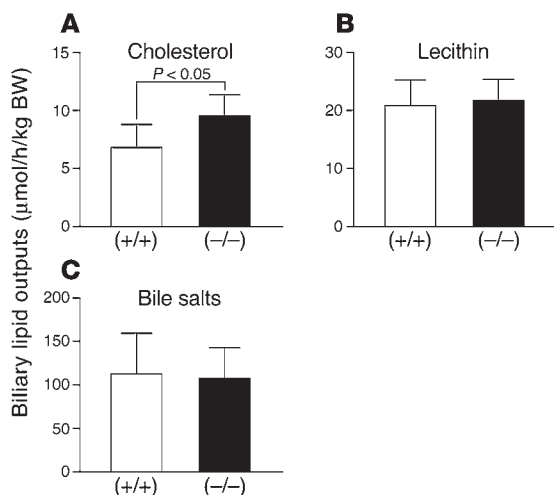 Biliary lipid outputs (μmol/h/kg BW)
A
Cholesterol
P < 0.05
15
10
5
0
(+/+) (−/−)
B
Lecithin
30
20
10
0
(+/+) (−/−)
C
Bile salts
200
150
100
50
0
(+/+) (−/−)